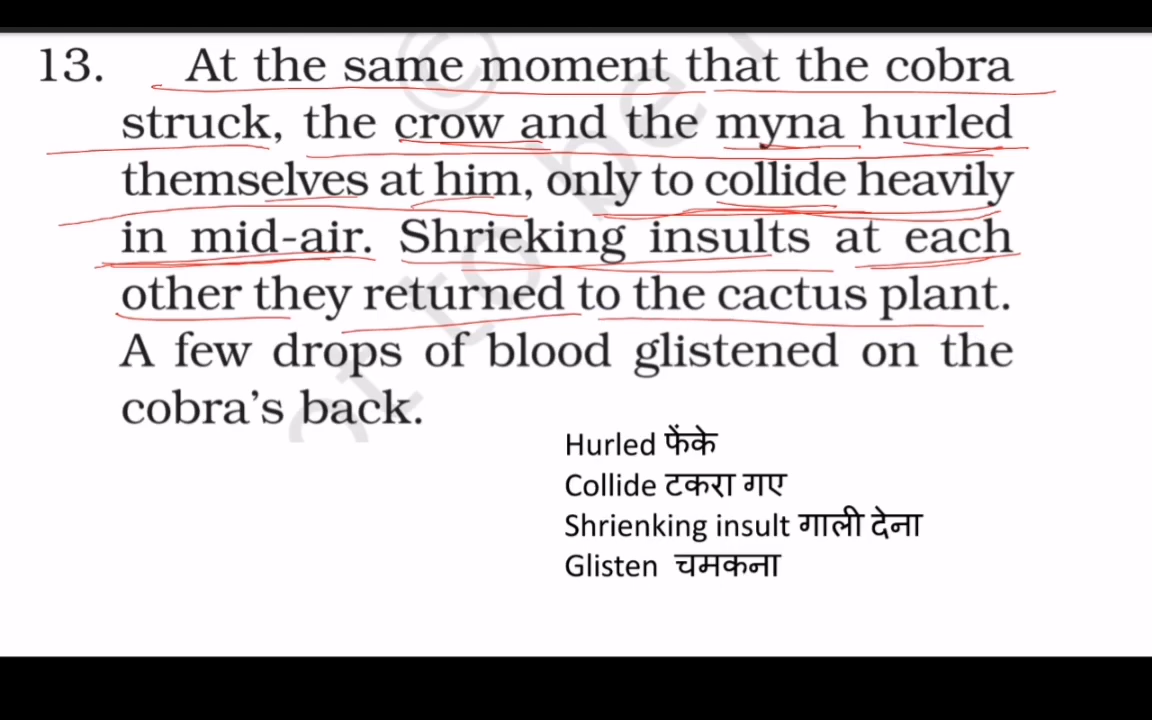 13. At the same moment that the cobra
struck, the crow and the myna hurled
themselves at him, only to collide heavily
in mid-air. Shrieking insults at each
other they returned to the cactus plant.
A few drops of blood glistened on the
cobra's back.
Hurled फेंके
Collide टकरा गए
Shrienking insult गाली देना
Glisten चमकना